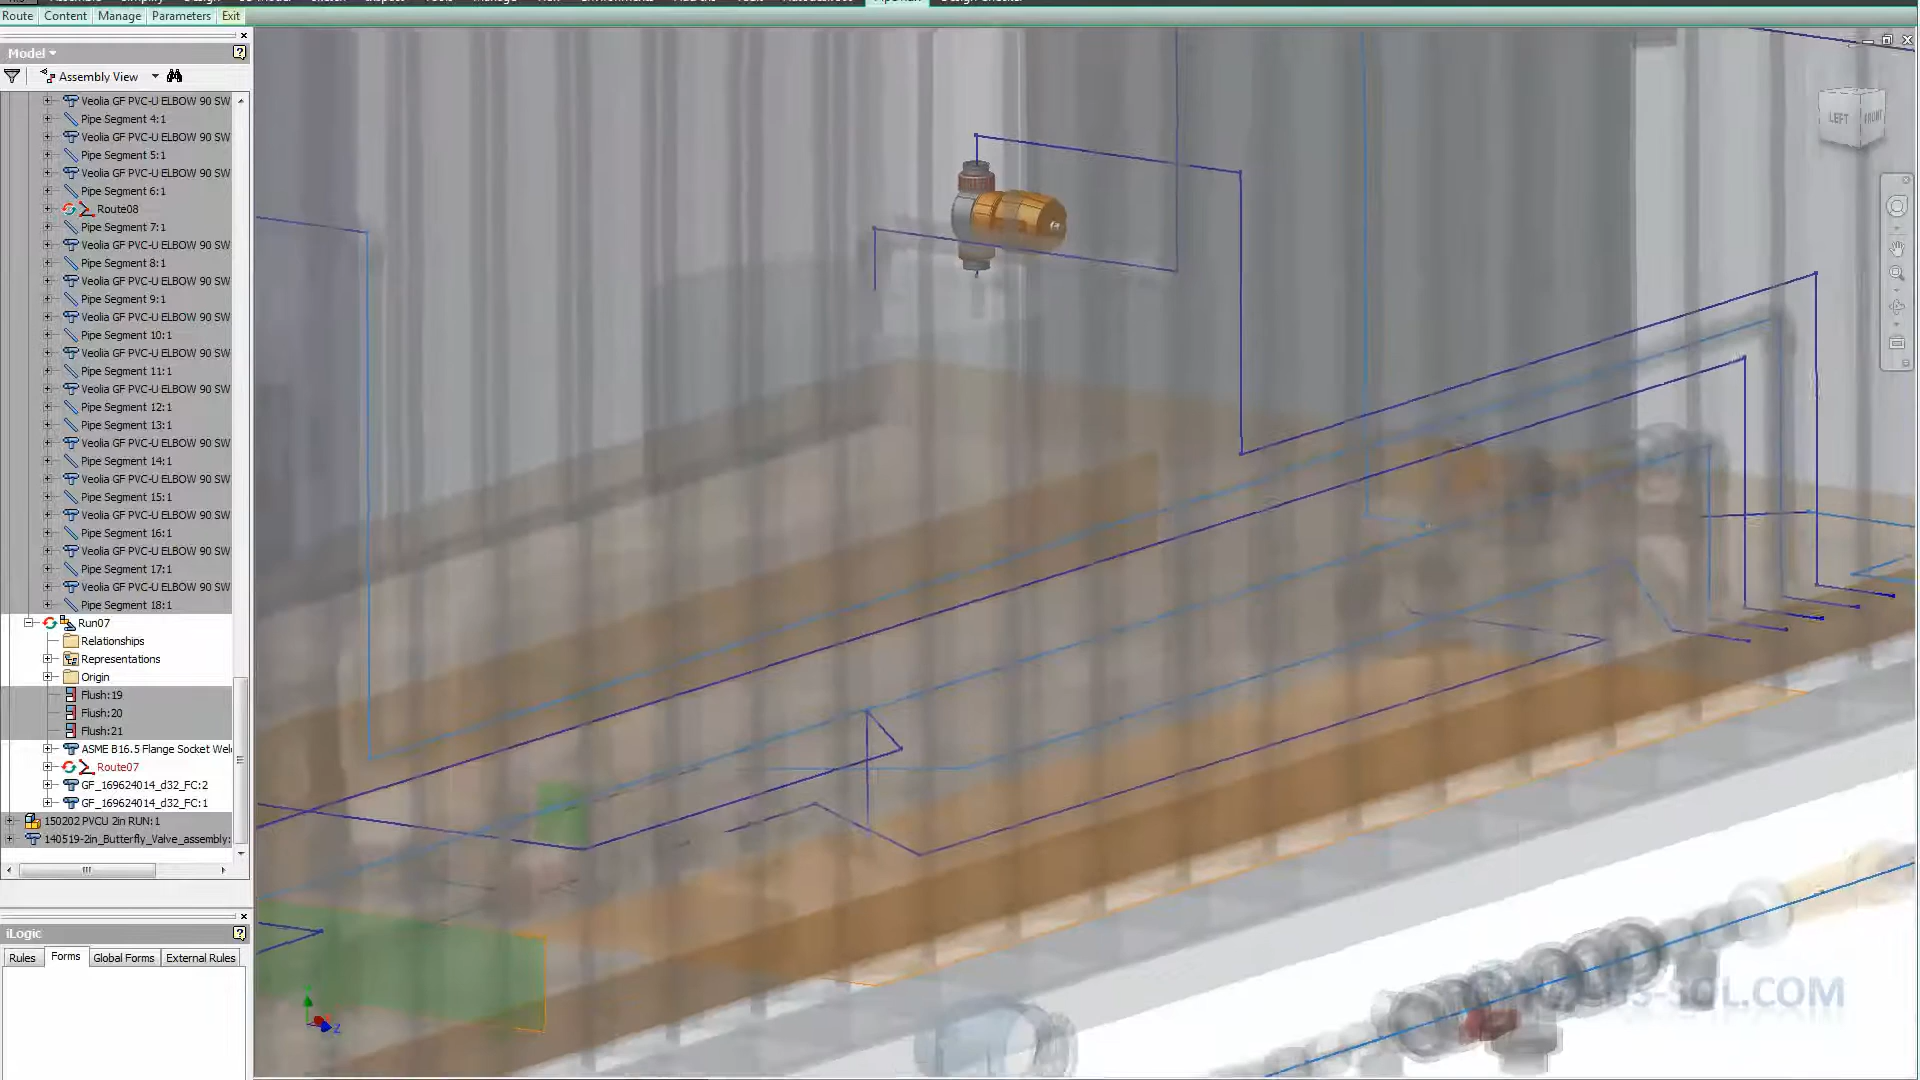 Route Content Manage Parameters Exit
Model
Assembly View
Veolia GF PVC-U ELBOW 90 SW
Pipe Segment 4:1
Veolia GF PVC-U ELBOW 90 SW
Pipe Segment 5:1
Veolia GF PVC-U ELBOW 90 SW
Pipe Segment 6:1
Route08
Pipe Segment 7:1
Veolia GF PVC-U ELBOW 90 SW
Pipe Segment 8:1
Veolia GF PVC-U ELBOW 90 SW
Pipe Segment 9:1
Veolia GF PVC-U ELBOW 90 SW
Pipe Segment 10:1
Veolia GF PVC-U ELBOW 90 SW
Pipe Segment 11:1
Veolia GF PVC-U ELBOW 90 SW
Pipe Segment 12:1
Pipe Segment 13:1
Veolia GF PVC-U ELBOW 90 SW
Pipe Segment 14:1
Veolia GF PVC-U ELBOW 90 SW
Pipe Segment 15:1
Veolia GF PVC-U ELBOW 90 SW
Pipe Segment 16:1
Veolia GF PVC-U ELBOW 90 SW
Pipe Segment 17:1
Veolia GF PVC-U ELBOW 90 SW
Pipe Segment 18:1
Run07
Relationships
Representations
Origin
Flush:19
Flush:20
Flush:21
ASME B16.5 Flange Socket Wel
Route07
GF_169624014_d32_FC:2
GF_169624014_d32_FC:1
150202 PVCU 2in RUN:1
140519-2in_Butterfly_Valve_assembly:
iLogic
Rules Forms Global Forms External Rules
LEFT FRONT
Z
-SOL.COM